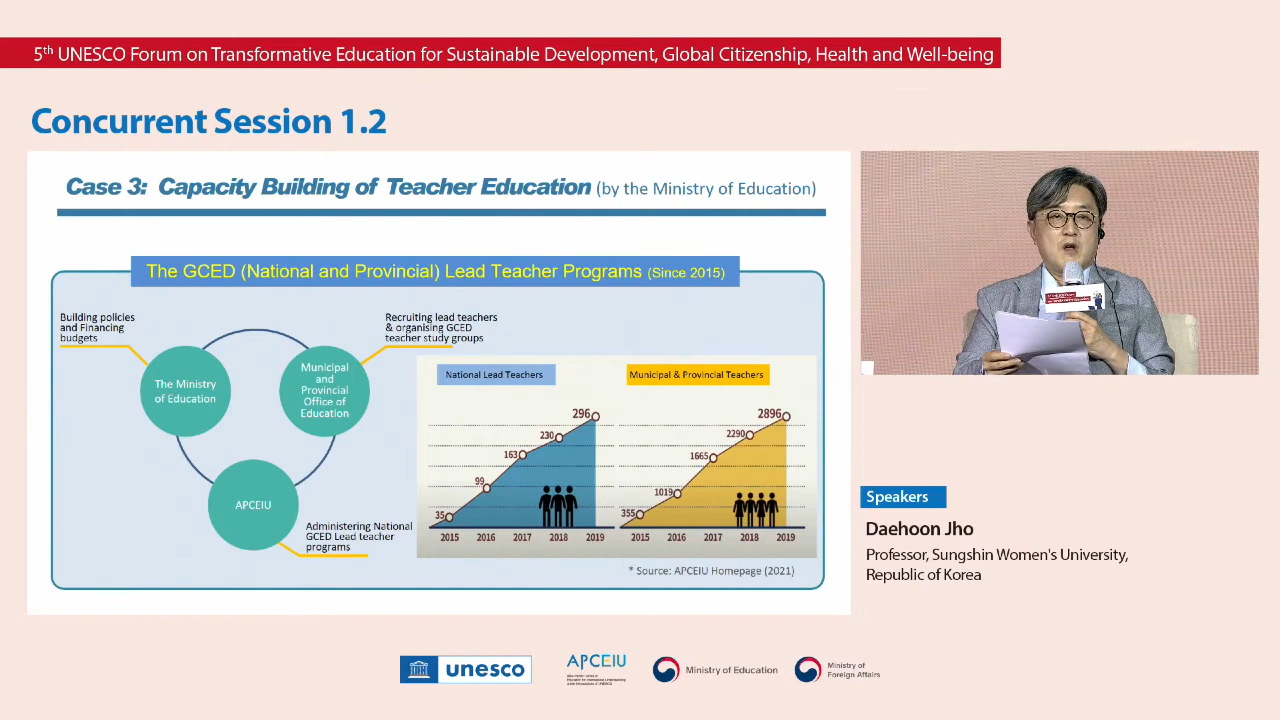 5th UNESCO Forum on Transformative Education for Sustainable Development, Global Citizenship, Health and Well-being
Concurrent Session 1.2
Case 3: Capacity Building of Teacher Education (by the Ministry of Education)
The GCED (National and Provincial) Lead Teacher Programs (Since 2015)
Building policies
and Financing
budgets
Recruiting lead teachers
& organising GCED
teacher study groups
The Ministry
of Education
Municipal
and
Provincial
Office of
Education
APCEIU
Administering National
GCED Lead teacher
programs
National Lead Teachers
35
99
163
230
296
2015 2016 2017 2018 2019
Municipal & Provincial Teachers
355
1019
1665
2290
2896
2015 2016 2017 2018 2019
* Source: APCEIU Homepage (2021)
Speakers
Daehoon Jho
Professor, Sungshin Women's University,
Republic of Korea
unesco
APCEIU
Ministry of Education
Ministry of
Foreign Affairs